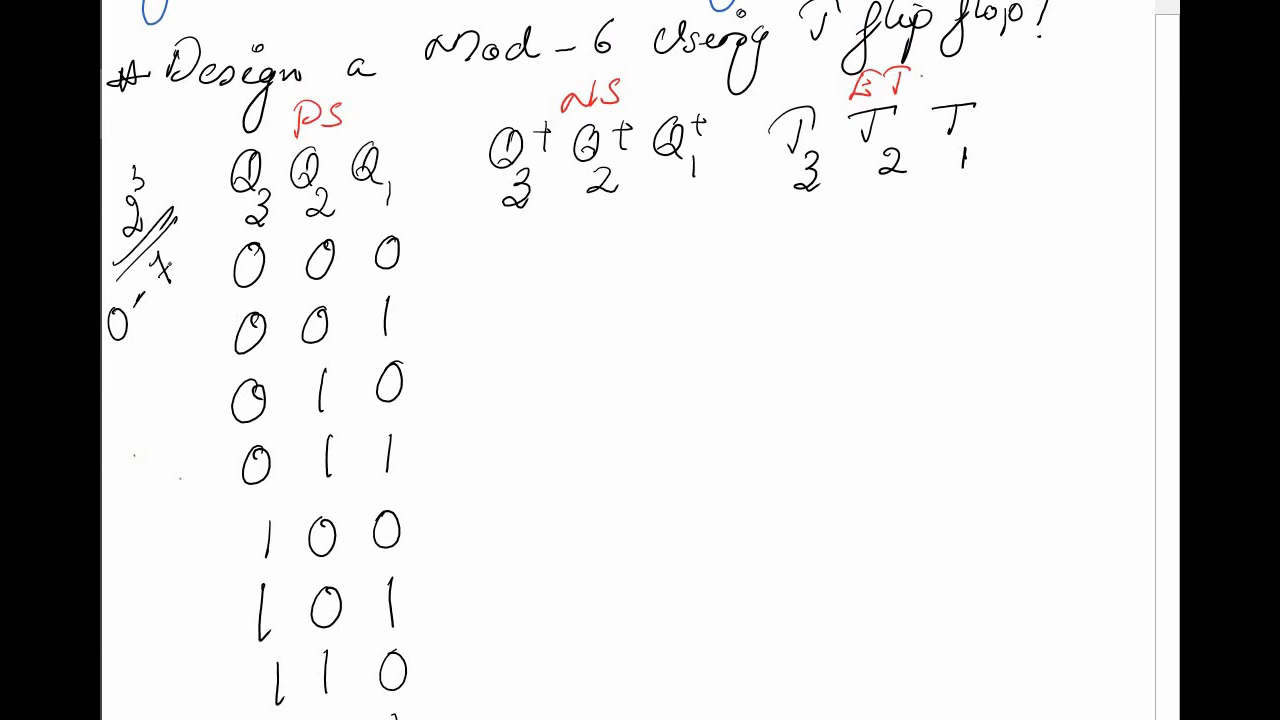 # Design a Mod-6 Using T flip flop!
PS NS ET
Q3 Q2 Q1 Q3+ Q2+ Q1+ T3 T2 T1
0 0 0
0 0 1
0 1 0
0 1 1
1 0 0
1 0 1
1 1 0